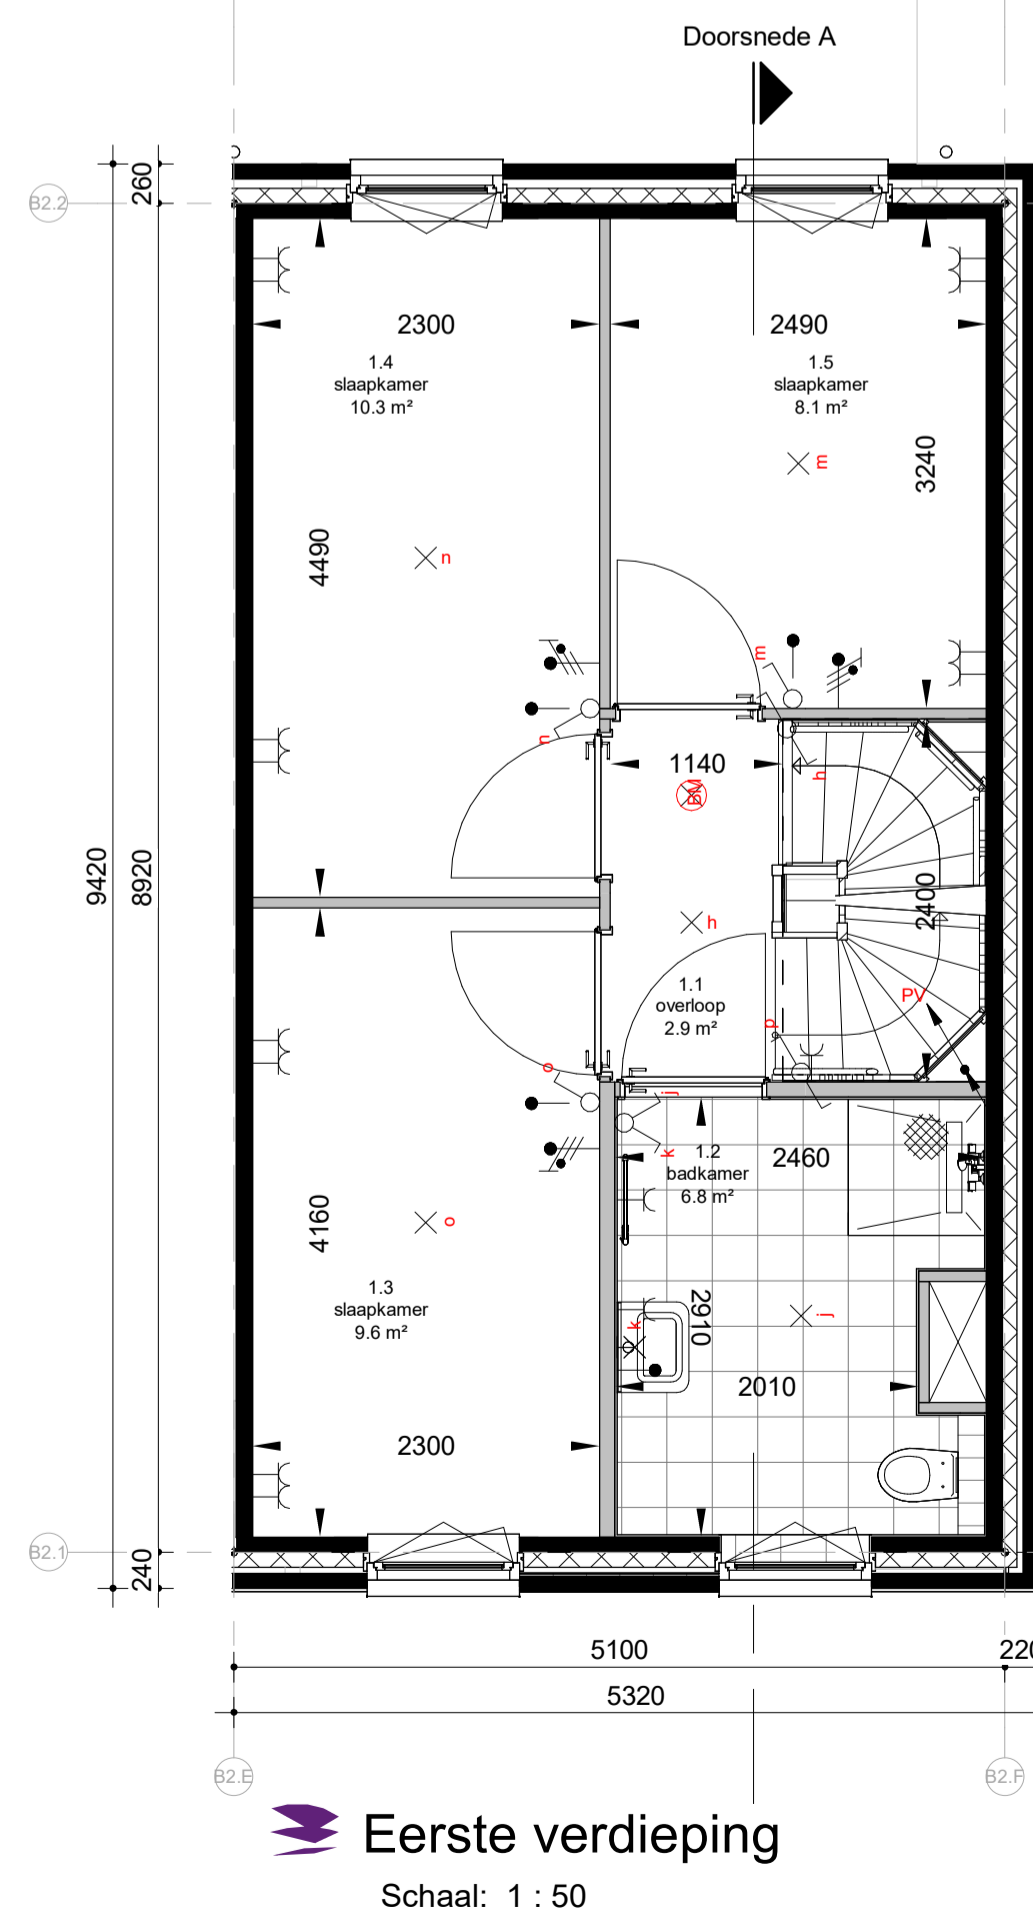 Doorsnede A
260
B2.2
2300
2490
1.4
slaapkamer
10.3 m²
1.5
slaapkamer
8.1 m²
m
3240
4490
n
m
n
1140
h
BM
9420
8920
2400
h
1.1
overloop
2.9 m²
PV
p
o
j
k
1.2
badkamer
6.8 m²
2460
4160
o
1.3
slaapkamer
9.6 m²
2910
k
j
2010
2300
B2.1
240
5100
220
5320
B2.E
B2.F
Eerste verdieping
Schaal: 1 : 50